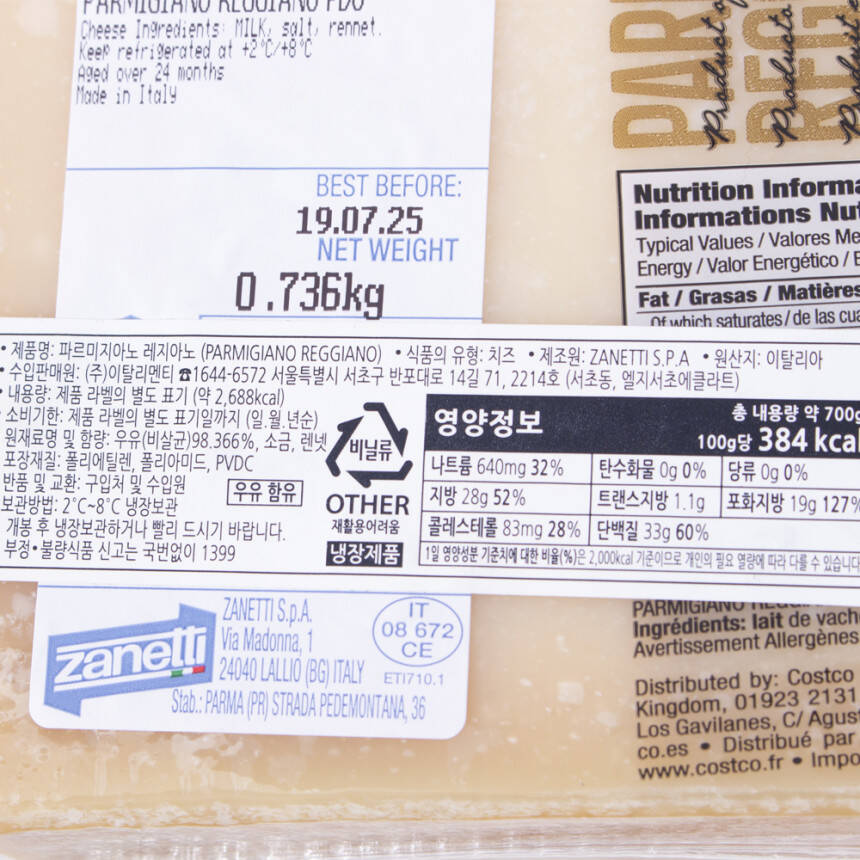 PARMIGIANO REGGIANO PDO
Cheese Ingredients: MILK, salt, rennet.
Keep refrigerated at +2°C/+8°C
Aged over 24 months
Made in Italy
BEST BEFORE:
19.07.25
NET WEIGHT
0.736kg
PAR
REG
Product of
Producto
Produit
Nutrition Informa
Informations Nut
Typical Values / Valores Me
Energy / Valor Energético / É
Fat / Grasas / Matières
Of which saturates / de las cua
• 제품명: 파르미지아노 레지아노 (PARMIGIANO REGGIANO) • 식품의 유형: 치즈 • 제조원: ZANETTI S.P.A • 원산지: 이탈리아
• 수입판매원: (주)이탈리멘티 ☎1644-6572 서울특별시 서초구 반포대로 14길 71, 2214호 (서초동, 엘지서초에클라트)
• 내용량: 제품 라벨의 별도 표기 (약 2,688kcal)
소비기한: 제품 라벨의 별도 표기일까지 (일.월.년순)
원재료명 및 함량: 우유(비살균)98.366%, 소금, 렌넷
포장재질: 폴리에틸렌, 폴리아미드, PVDC
반품 및 교환: 구입처 및 수입원
보관방법: 2℃~8℃ 냉장보관
개봉 후 냉장보관하거나 빨리 드시기 바랍니다.
부정•불량식품 신고는 국번없이 1399
우유 함유
비닐류
OTHER
재활용어려움
냉장제품
영양정보
총 내용량 약 700g
100g당 384 kcal
나트륨 640mg 32% 탄수화물 0g 0% 당류 0g 0%
지방 28g 52% 트랜스지방 1.1g 포화지방 19g 127%
콜레스테롤 83mg 28% 단백질 33g 60%
1일 영양성분 기준치에 대한 비율(%)은 2,000kcal 기준이므로 개인의 필요 열량에 따라 다를 수 있습니다
zanetti
ZANETTI S.p.A.
Via Madonna, 1
24040 LALLIO (BG) ITALY
Stab.: PARMA (PR) STRADA PEDEMONTANA, 36
IT
08 672
CE
ETI710.1
PARMIGIANO
Ingrédients: lait de vach
Avertissement Allergènes
Distributed by: Costco
Kingdom, 01923 2131
Los Gavilanes, C/ Agust
co.es • Distribué par
www.costco.fr • Impo